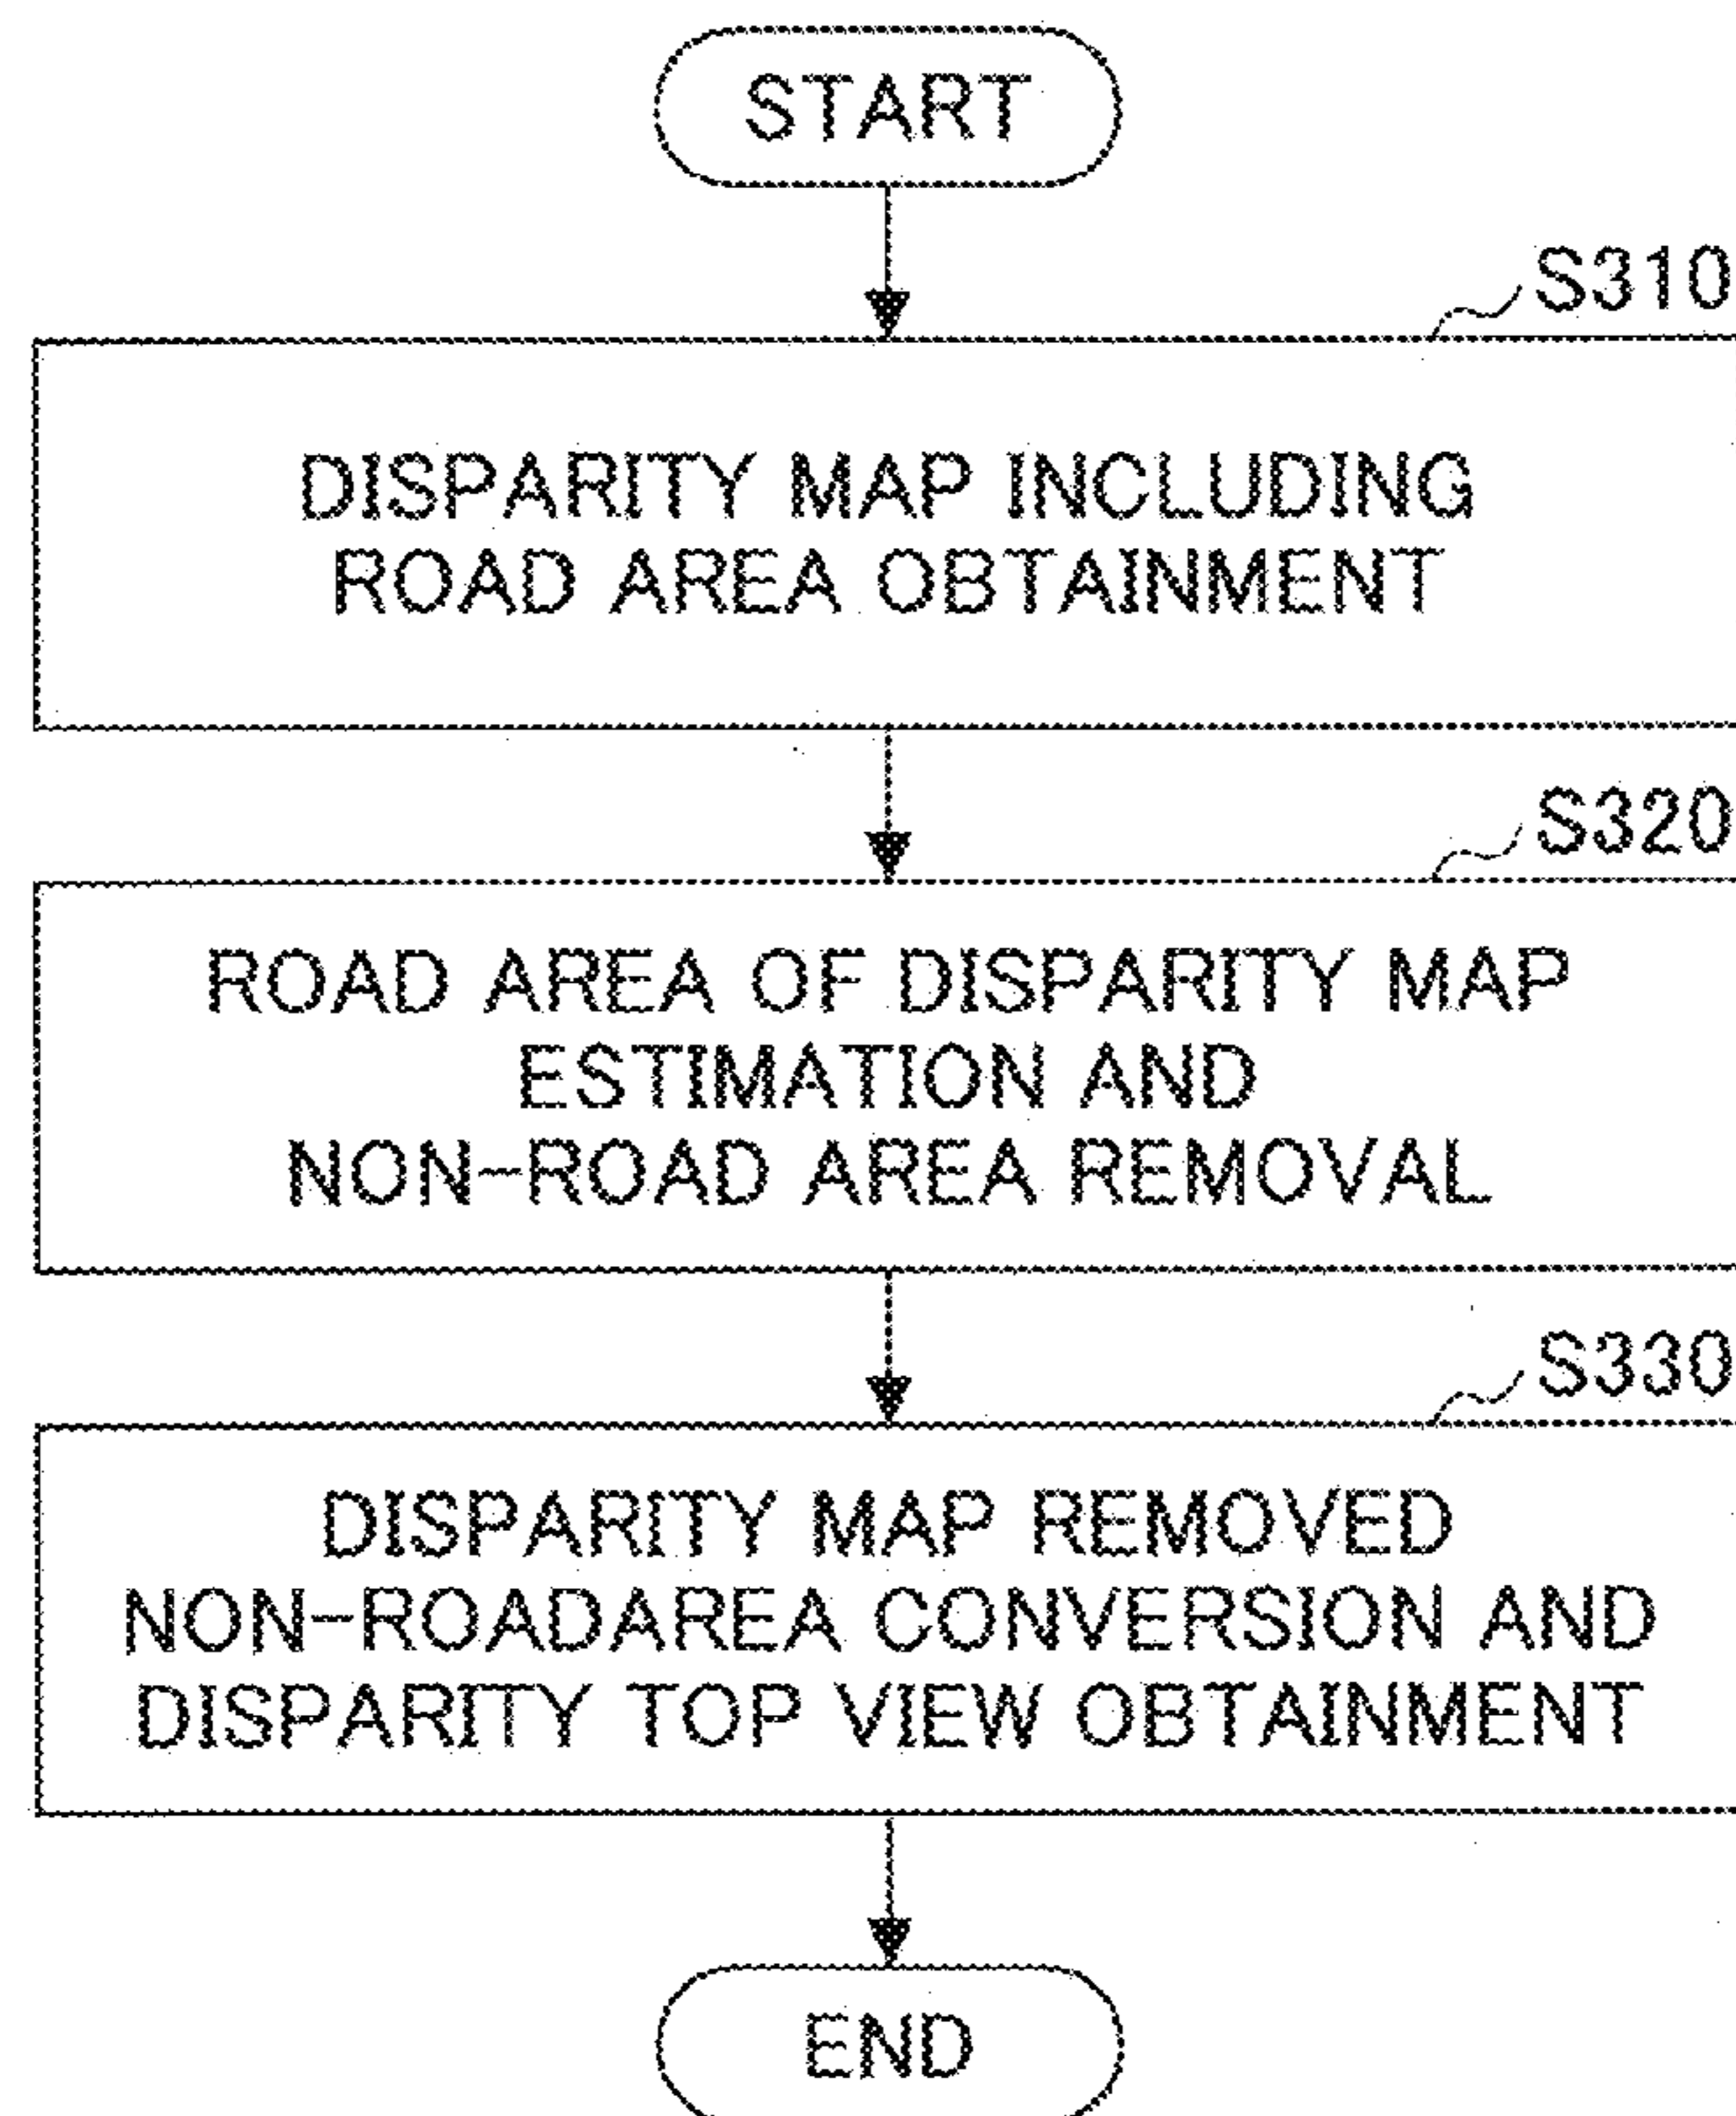 START
S310
DISPARITY MAP INCLUDING
ROAD AREA OBTAINMENT
S320
ROAD AREA OF DISPARITY MAP
ESTIMATION AND
NON-ROAD AREA REMOVAL
S330
DISPARITY MAP REMOVED
NON-ROADAREA CONVERSION AND
DISPARITY TOP VIEW OBTAINMENT
END